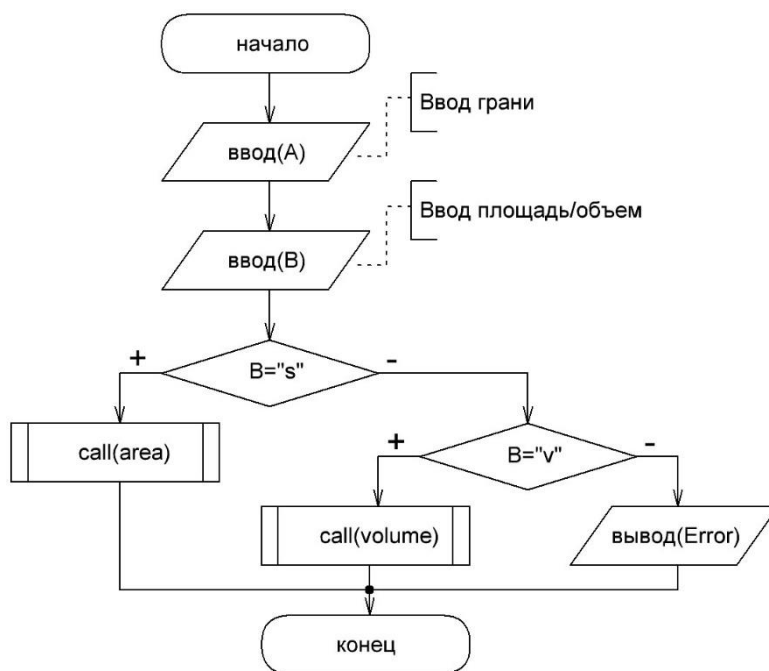 начало
Ввод грани
ввод(A)
Ввод площадь/объем
ввод(B)
+
-
B="s"
call(area)
+
-
B="v"
call(volume)
вывод(Error)
конец